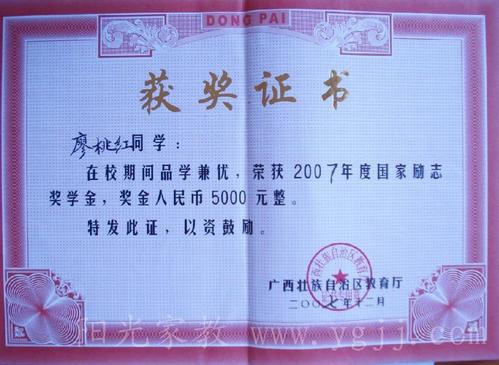 DONG PAI
获奖证书
廖桃红同学：
在校期间品学兼优，荣获2007年度国家励志
奖学金，奖金人民币5000元整。
特发此证，以资鼓励。
广西壮族自治区教育厅
二〇〇七年十二月
阳光家教 www.ygjj.com